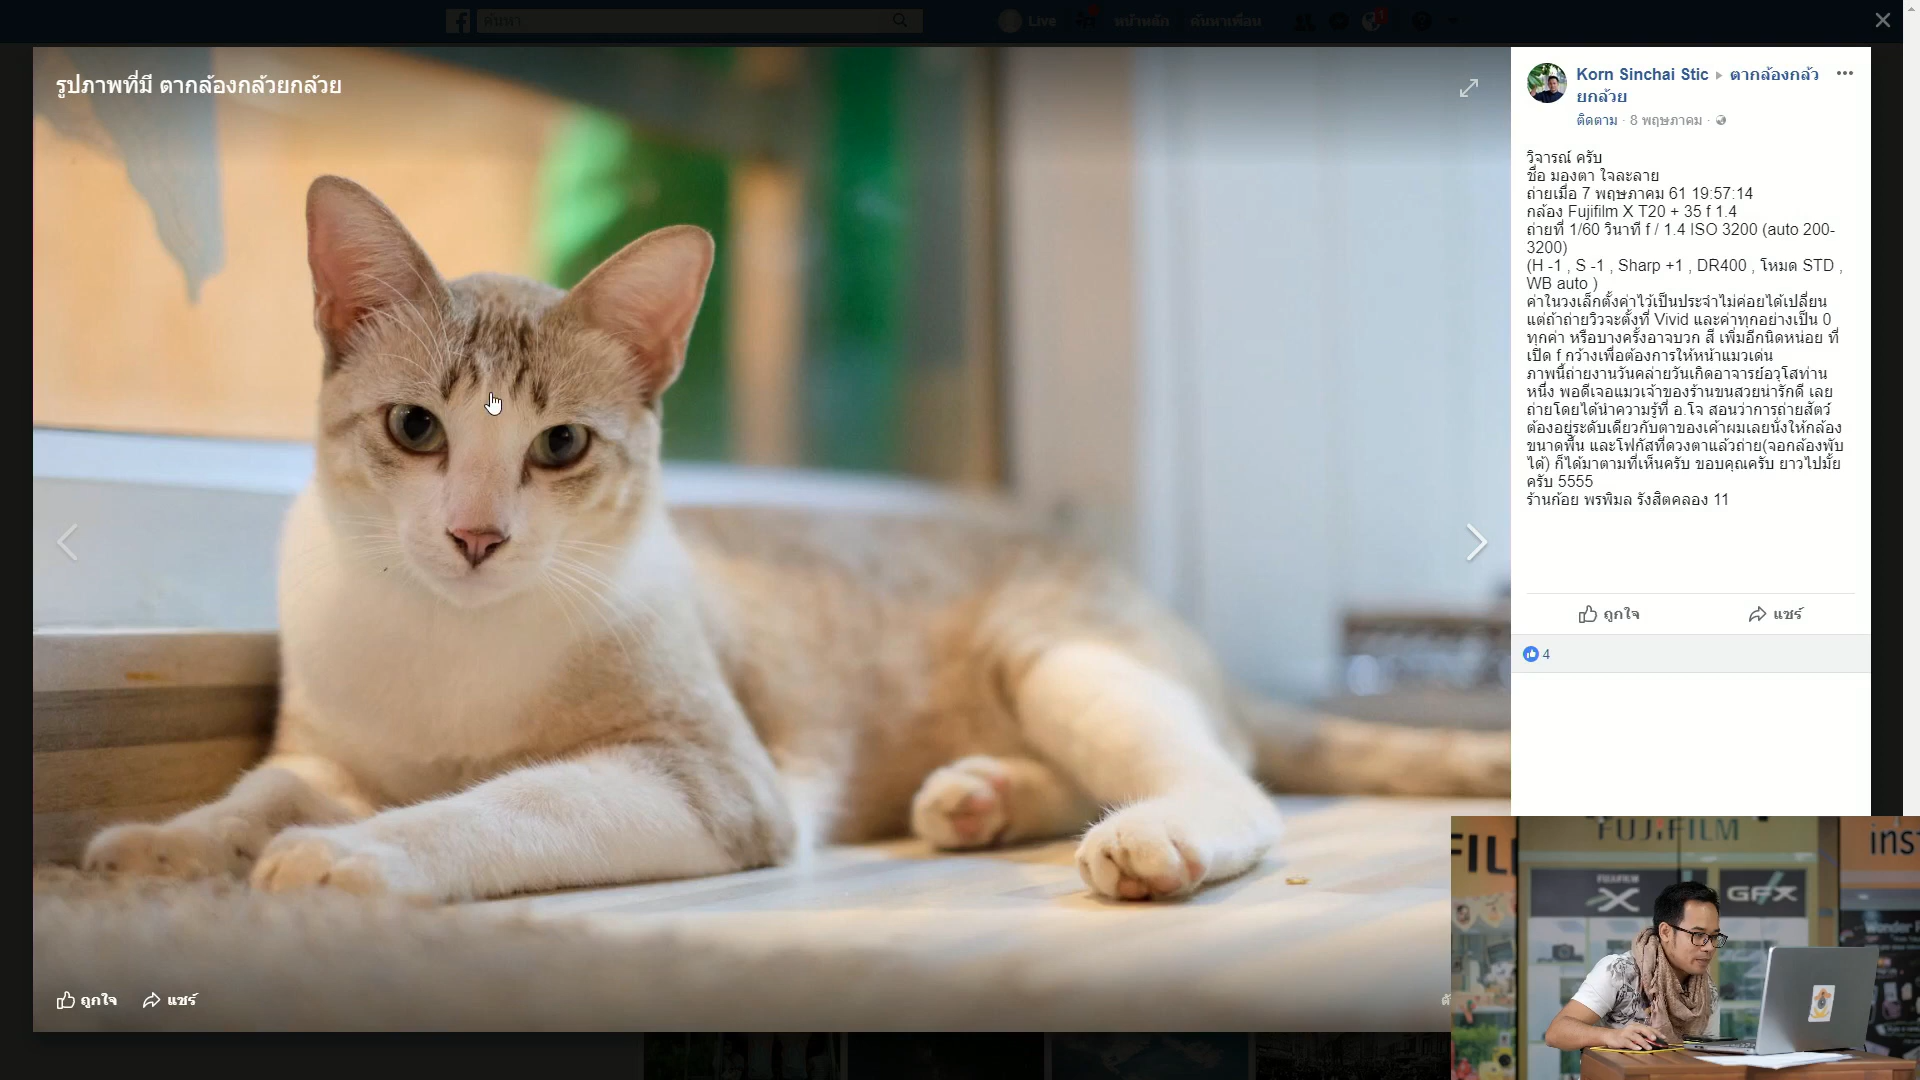 ค้นหา
Live
หน้าหลัก
ค้นหาเพื่อน
1
รูปภาพที่มี ตากล้องกล้วยกล้วย
Korn Sinchai Stic ▸ ตากล้องกล้ว
ยกล้วย
ติดตาม · 8 พฤษภาคม ·
วิจารณ์ ครับ
ชื่อ มองตา ใจละลาย
ถ่ายเมื่อ 7 พฤษภาคม 61 19:57:14
กล้อง Fujifilm X T20 + 35 f 1.4
ถ่ายที่ 1/60 วินาที f / 1.4 ISO 3200 (auto 200-
3200)
(H -1 , S -1 , Sharp +1 , DR400 , โหมด STD ,
WB auto )
ค่าในวงเล็กตั้งค่าไว้เป็นประจำไม่ค่อยได้เปลี่ยน
แต่ถ้าถ่ายวิวจะตั้งที่ Vivid และค่าทุกอย่างเป็น 0
ทุกค่า หรือบางครั้งอาจบวก สี เพิ่มอีกนิดหน่อย ที่
เปิด f กว้างเพื่อต้องการให้หน้าแมวเด่น
ภาพนี้ถ่ายงานวันคล่ายวันเกิดอาจารย์อวุโสท่าน
หนึ่ง พอดีเจอแมวเจ้าของร้านขนสวยน่ารักดี เลย
ถ่ายโดยได้นำความรู้ที่ อ.โจ สอนว่าการถ่ายสัตว์
ต้องอยู่ระดับเดียวกับตาของเค้าผมเลยนั่งให้กล้อง
ขนาดพื้น และโฟกัสที่ดวงตาแล้วถ่าย(จอกล้องพับ
ได้) ก็ได้มาตามที่เห็นครับ ขอบคุณครับ ยาวไปมั้ย
ครับ 5555
ร้านก้อย พรพิมล รังสิตคลอง 11
ถูกใจ
แชร์
4
ถูกใจ
แชร์
FUJIFILM
FUJIFILM
X
GFX